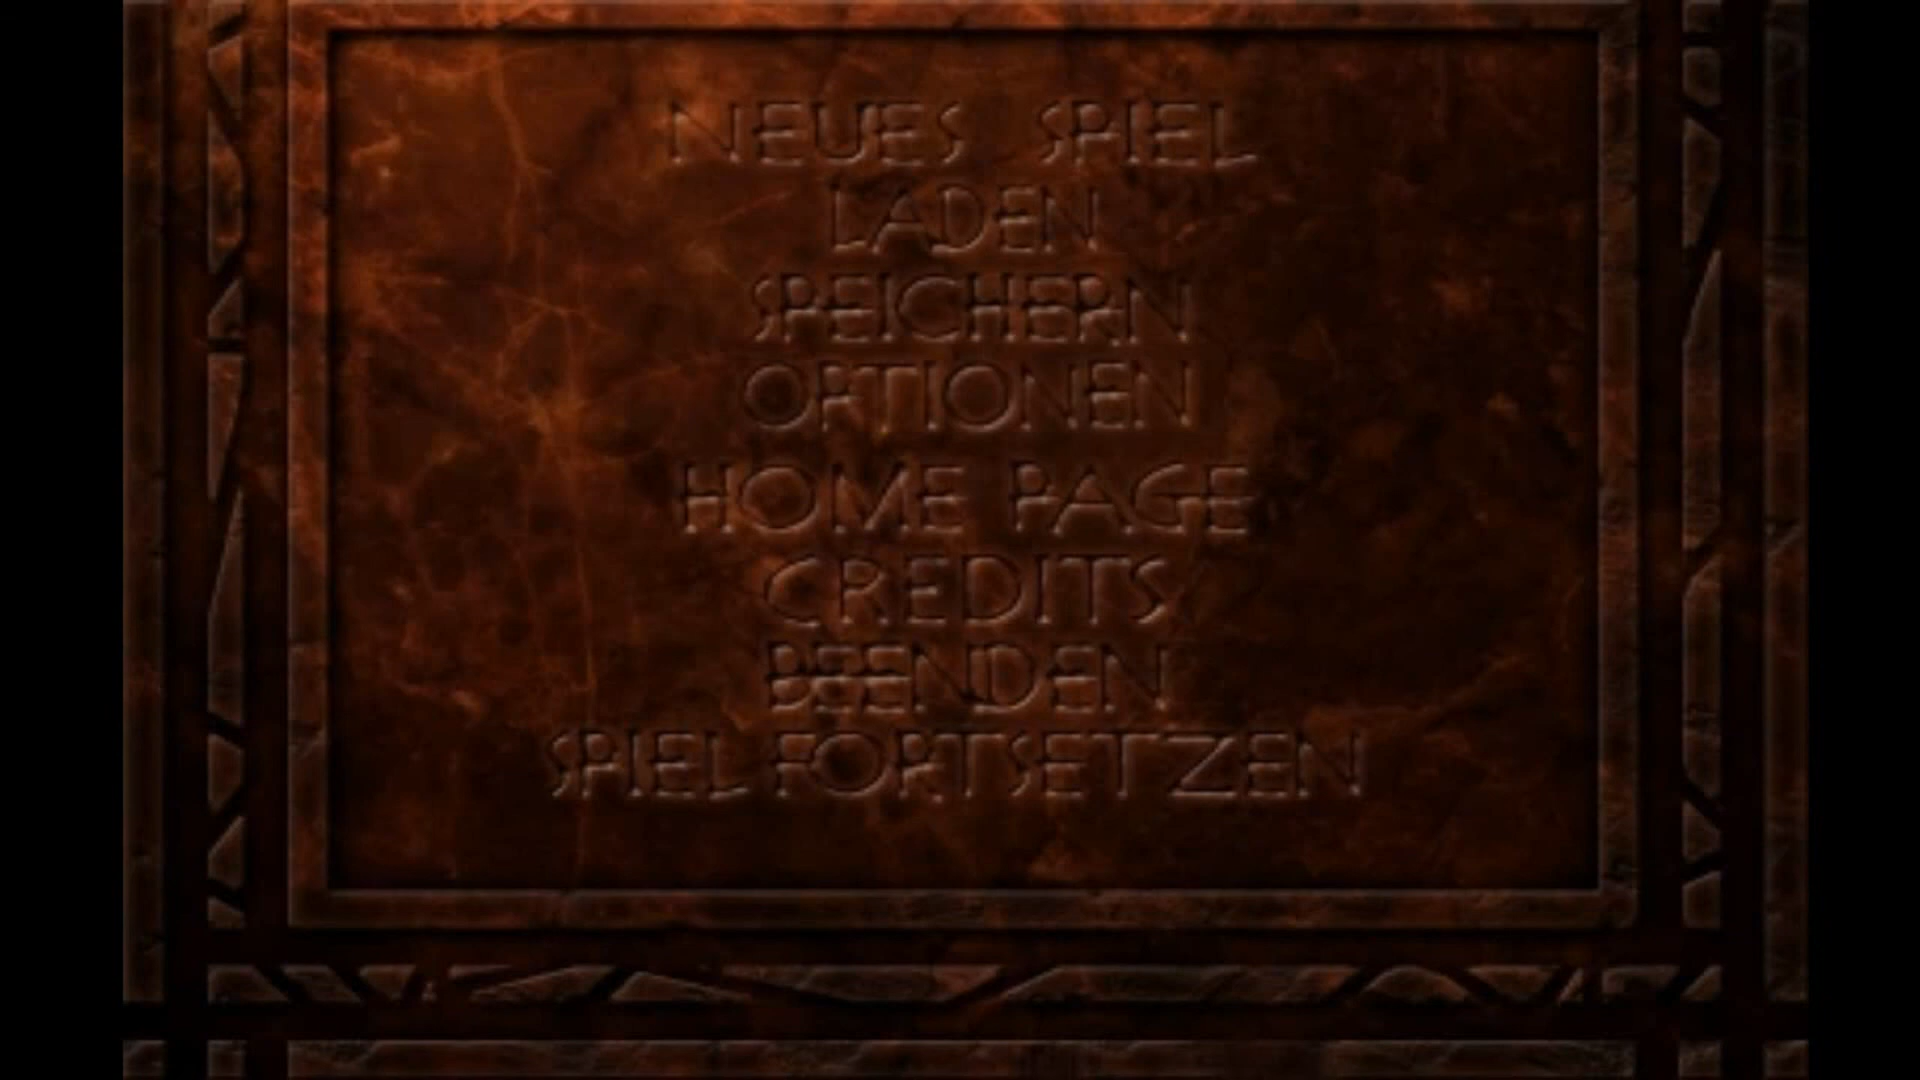 NEUES SPIEL
LADEN
SPEICHERN
OPTIONEN
HOME PAGE
CREDITS
BEENDEN
SPIEL FORTSETZEN